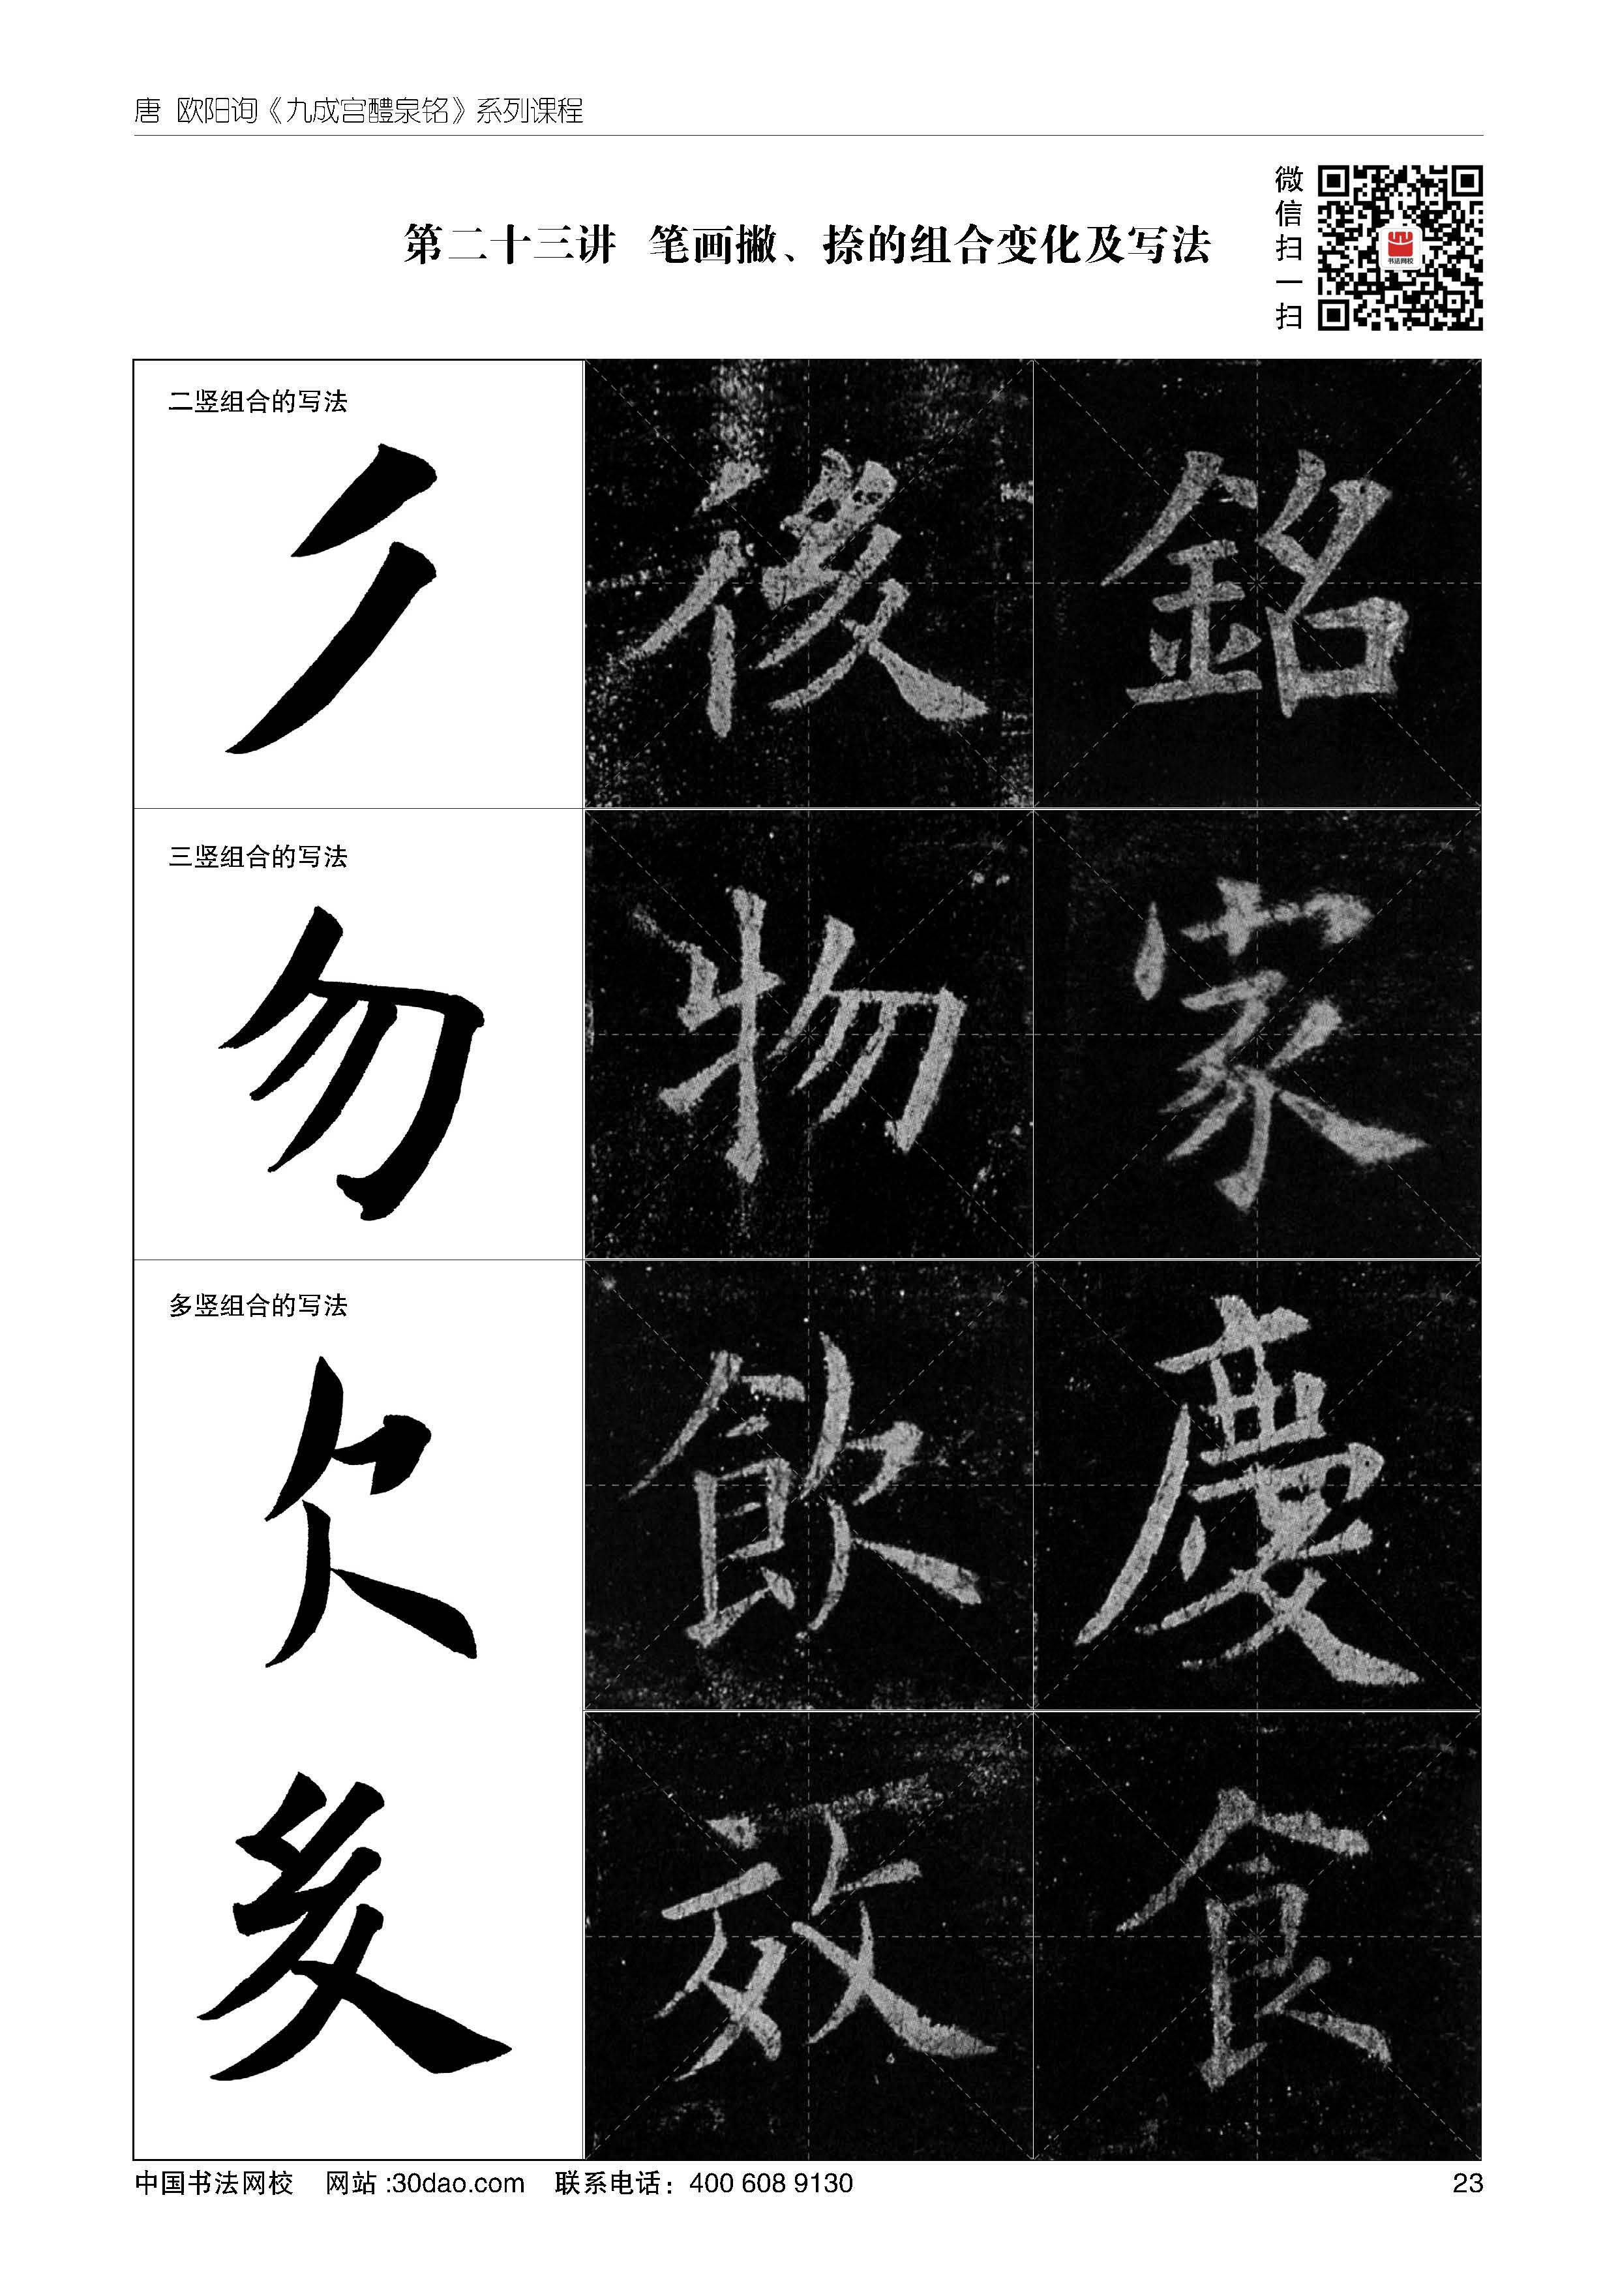 唐 欧阳询《九成宫醴泉铭》系列课程
第二十三讲 笔画撇、捺的组合变化及写法
微信扫一扫
书法网校
二竖组合的写法
後 銘
三竖组合的写法
勿 物 家
多竖组合的写法
欠 飲 慶
效 食
中国书法网校 网站:30dao.com 联系电话：400 608 9130
23